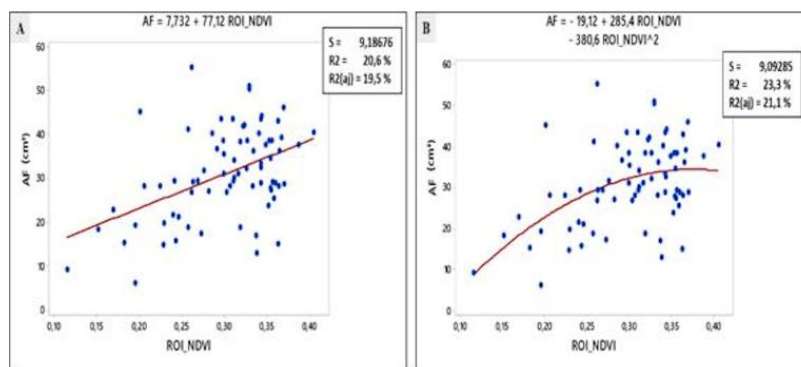 A
AF = 7,732 + 77,12 ROI_NDVI
S = 9,18676
R2 = 20,6 %
R2(aj) = 19,5 %
60
50
40
30
20
10
0
AF (cm²)
0,10 0,15 0,20 0,25 0,30 0,35 0,40
ROI_NDVI
B
AF = - 19,12 + 285,4 ROI_NDVI
- 380,6 ROI_NDVI^2
S = 9,09285
R2 = 23,3 %
R2(aj) = 21,1 %
60
50
40
30
20
10
0
AF (cm²)
0,10 0,15 0,20 0,25 0,30 0,35 0,40
ROI_NDVI